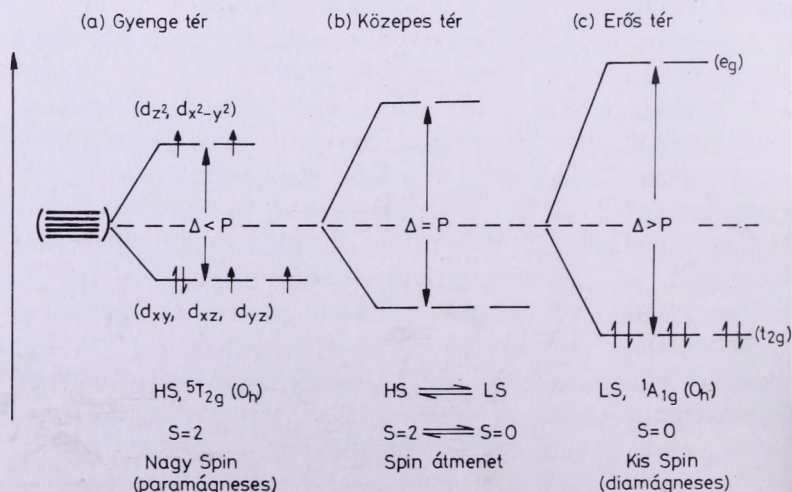 (a) Gyenge tér (b) Közepes tér (c) Erős tér
(eg)
(dz², dx²-y²)
Δ < P Δ = P Δ > P
(dxy, dxz, dyz)
(t2g)
HS, ⁵T2g (Oh) HS ⇌ LS LS, ¹A1g (Oh)
S=2 S=2 ⇌ S=0 S=0
Nagy Spin Spin átmenet Kis Spin
(paramágneses) (diamágneses)